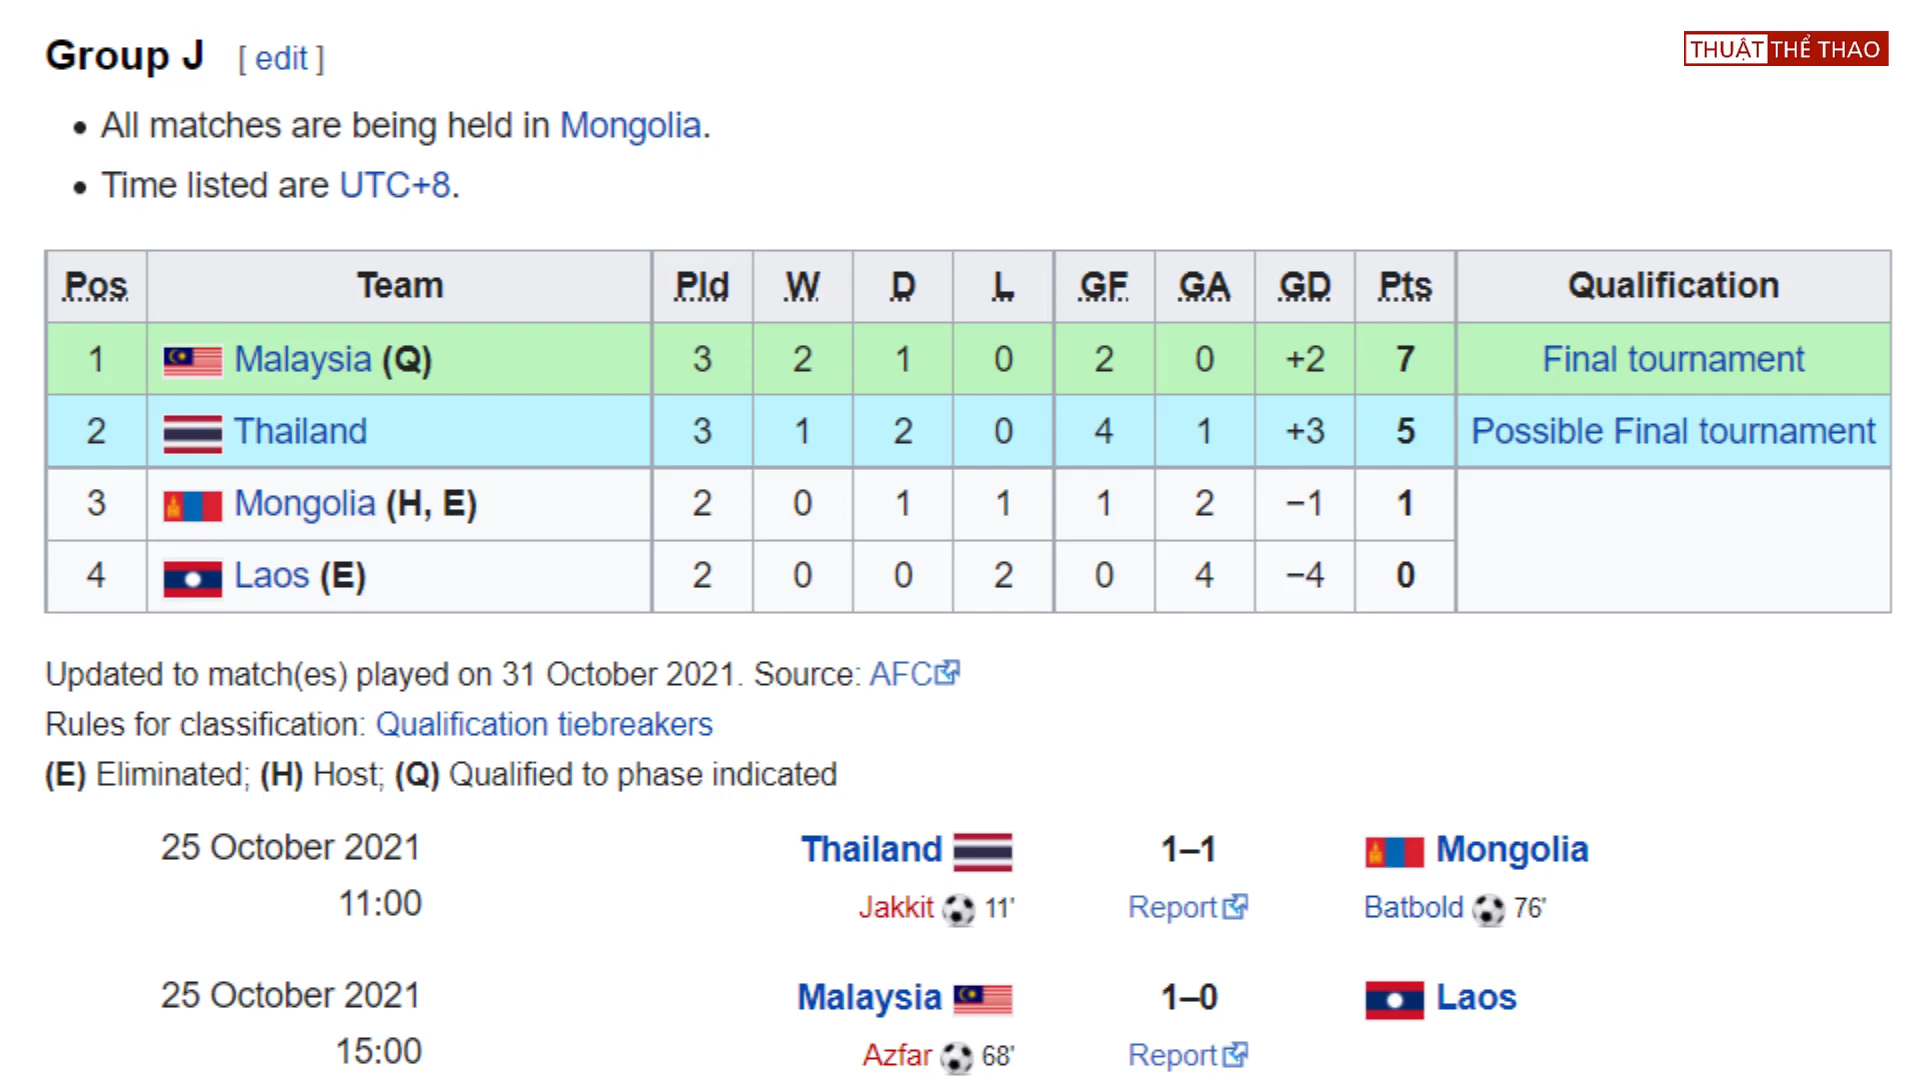 Group J [ edit ]
THUẬT THỂ THAO
• All matches are being held in Mongolia.
• Time listed are UTC+8.
Pos Team Pld W D L GF GA GD Pts Qualification
1 Malaysia (Q) 3 2 1 0 2 0 +2 7 Final tournament
2 Thailand 3 1 2 0 4 1 +3 5 Possible Final tournament
3 Mongolia (H, E) 2 0 1 1 1 2 −1 1
4 Laos (E) 2 0 0 2 0 4 −4 0
Updated to match(es) played on 31 October 2021. Source: AFC
Rules for classification: Qualification tiebreakers
(E) Eliminated; (H) Host; (Q) Qualified to phase indicated
25 October 2021 Thailand 1–1 Mongolia
11:00 Jakkit 11' Report Batbold 76'
25 October 2021 Malaysia 1–0 Laos
15:00 Azfar 68' Report